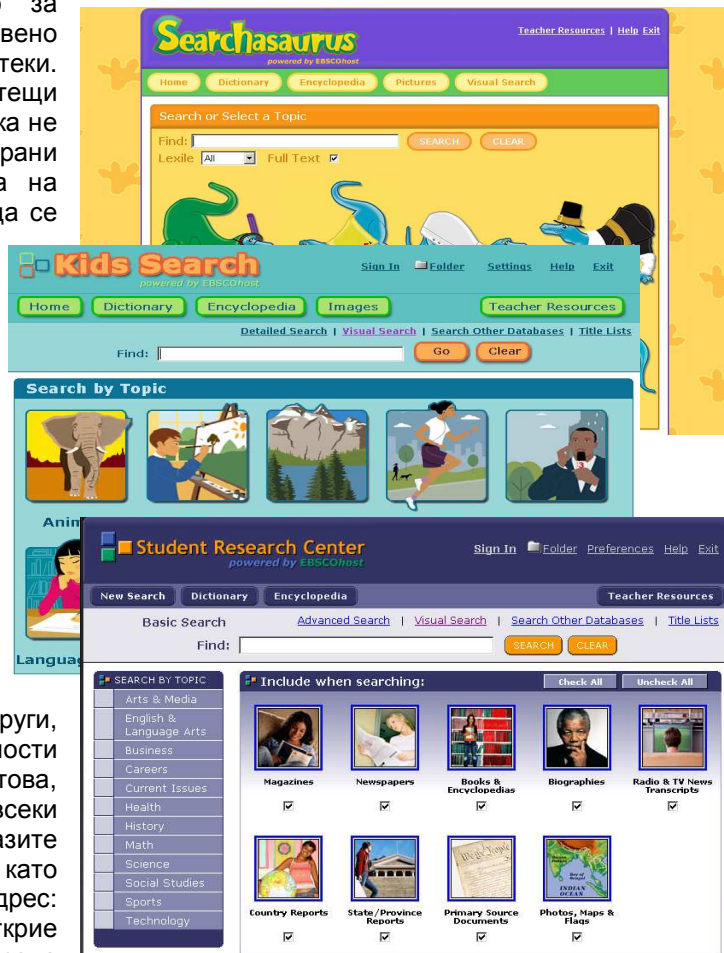 за
вено
теки.
тещи
ка не
рани
а на
да се
Searchasaurus
powered by EBSCOhost
Teacher Resources | Help Exit
Home Dictionary Encyclopedia Pictures Visual Search
Search or Select a Topic
Find: SEARCH CLEAR
Lexile All Full Text
Kids Search
powered by EBSCOhost
Sign In Folder Settings Help Exit
Home Dictionary Encyclopedia Images Teacher Resources
Detailed Search | Visual Search | Search Other Databases | Title Lists
Find: Go Clear
Search by Topic
Anim
Langua
Student Research Center
powered by EBSCOhost
Sign In Folder Preferences Help Exit
New Search Dictionary Encyclopedia Teacher Resources
Basic Search Advanced Search | Visual Search | Search Other Databases | Title Lists
Find: SEARCH CLEAR
SEARCH BY TOPIC
Arts & Media
English &
Language Arts
Business
Careers
Current Issues
Health
History
Math
Science
Social Studies
Sports
Technology
Include when searching: Check All Uncheck All
Magazines Newspapers Books & Encyclopedias Biographies Radio & TV News Transcripts
Country Reports State/Province Reports Primary Source Documents Photos, Maps & Flags
руги,
ности
това,
всеки
азите
като
дрес:
ткрие